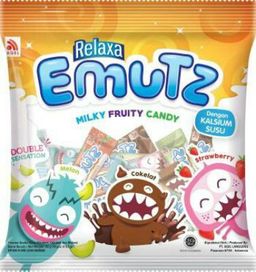 Relaxa
Emutz
MILKY FRUITY CANDY
Dengan
KALSIUM
SUSU
DOUBLE
SENSATION
Melon
Cokelat
Strawberry